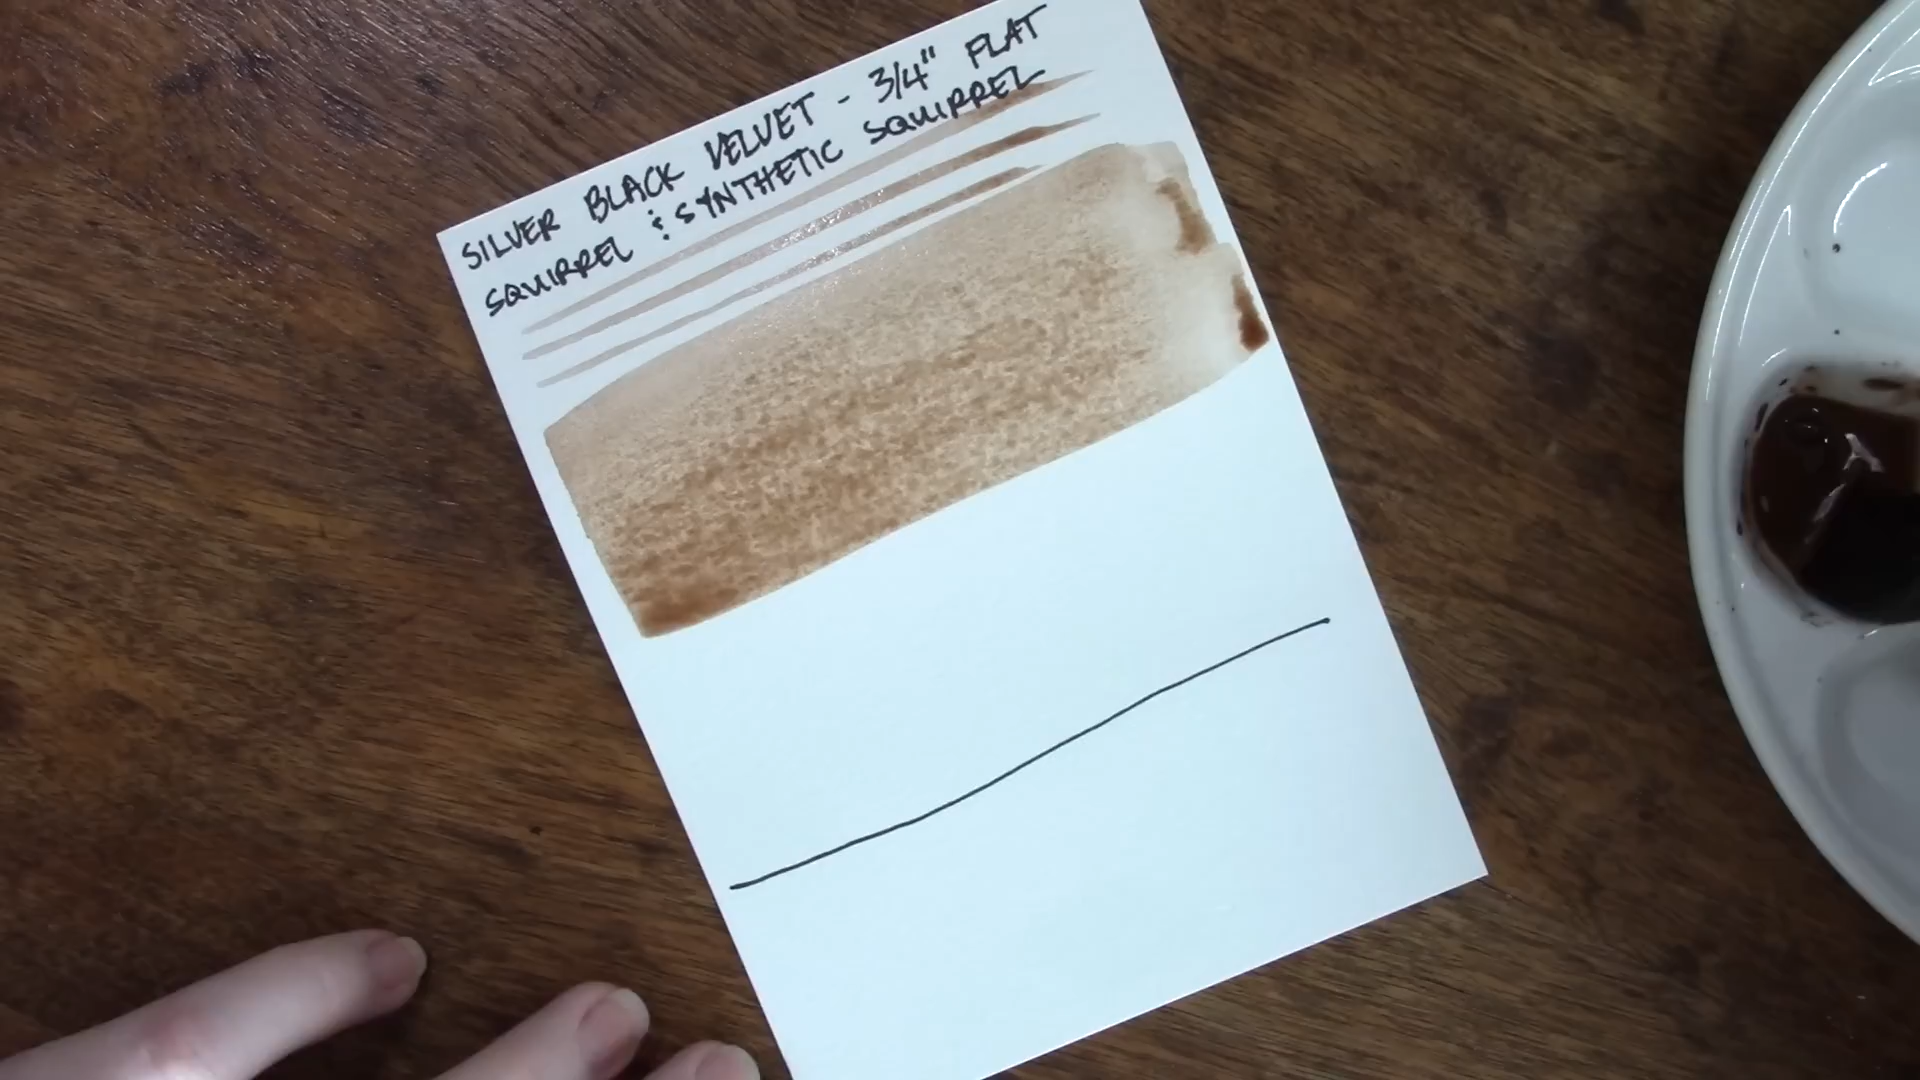 SILVER BLACK VELVET - 3/4" FLAT
SQUIRREL & SYNTHETIC SQUIRREL